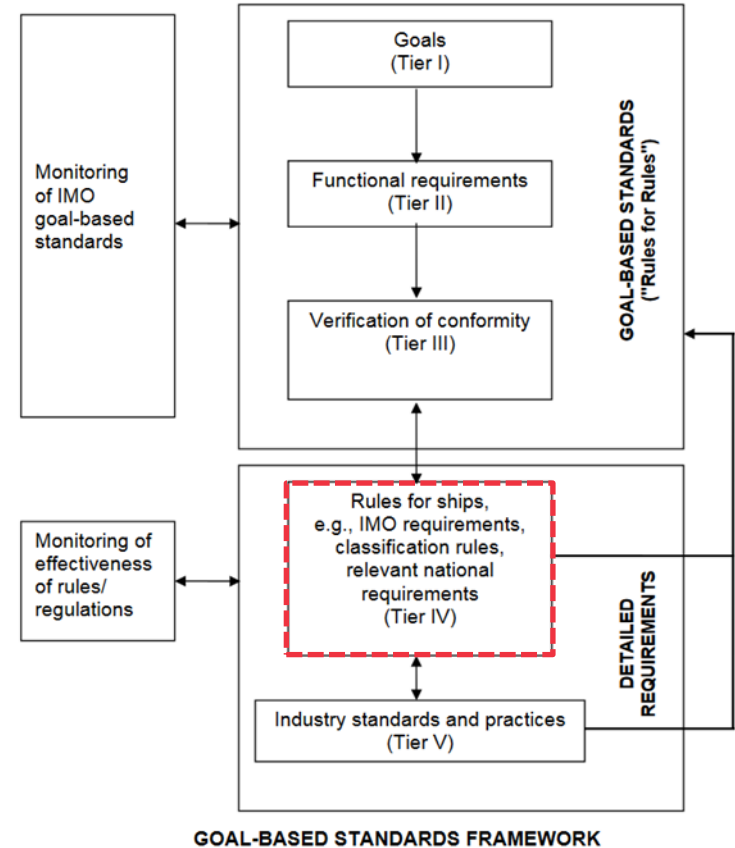 Goals
(Tier I)
Monitoring
of IMO
goal-based
standards
Functional requirements
(Tier II)
Verification of conformity
(Tier III)
GOAL-BASED STANDARDS
("Rules for Rules")
Rules for ships,
e.g., IMO requirements,
classification rules,
relevant national
requirements
(Tier IV)
Monitoring of
effectiveness
of rules/
regulations
Industry standards and practices
(Tier V)
DETAILED
REQUIREMENTS
GOAL-BASED STANDARDS FRAMEWORK